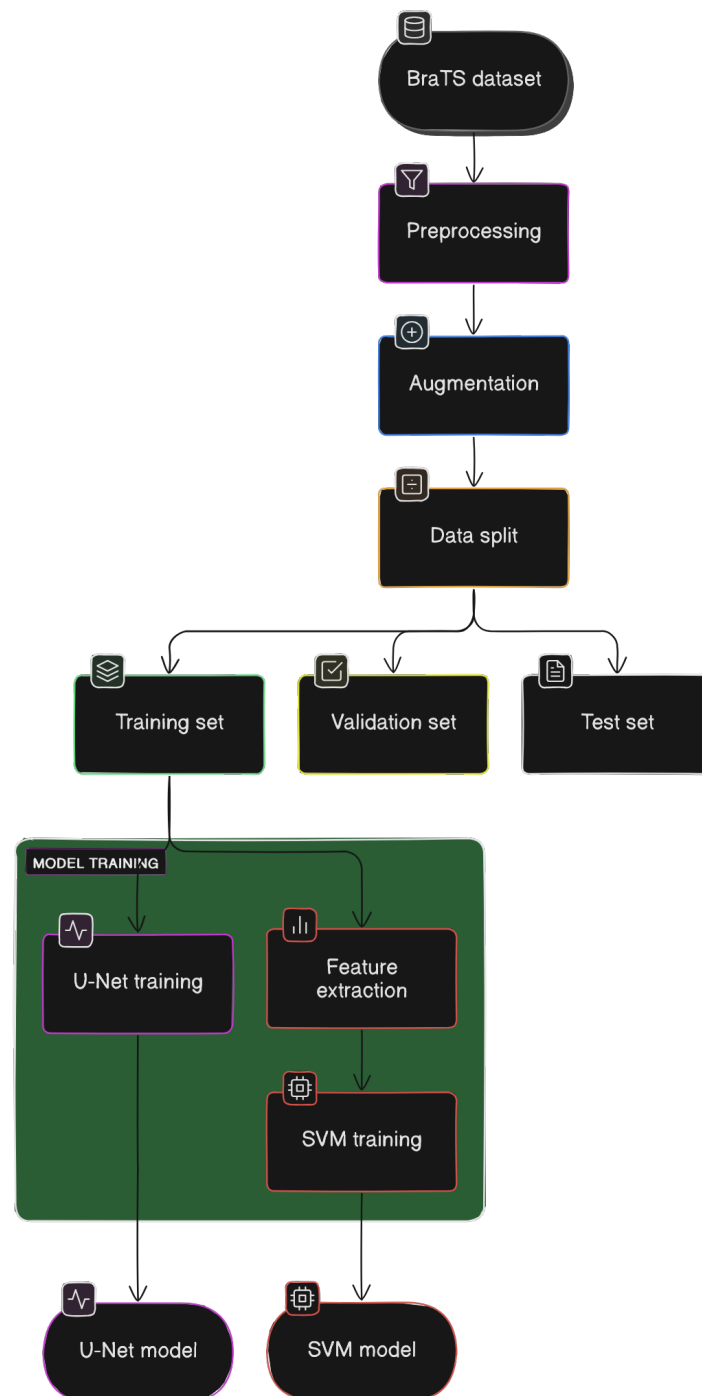 BraTS dataset
Preprocessing
Augmentation
Data split
Training set
Validation set
Test set
MODEL TRAINING
U-Net training
Feature
extraction
SVM training
U-Net model
SVM model